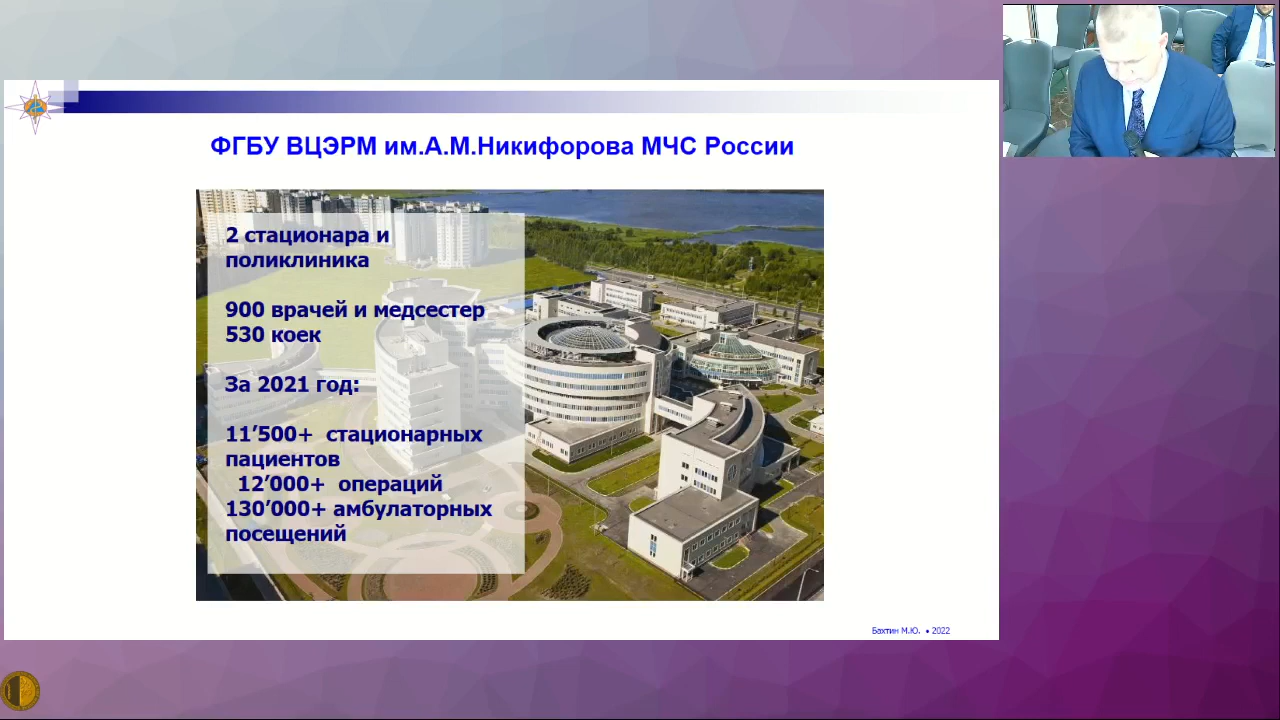 ФГБУ ВЦЭРМ им.А.М.Никифорова МЧС России
2 стационара и
поликлиника
900 врачей и медсестер
530 коек
За 2021 год:
11’500+ стационарных
пациентов
12’000+ операций
130’000+ амбулаторных
посещений
Бахтин М.Ю. • 2022